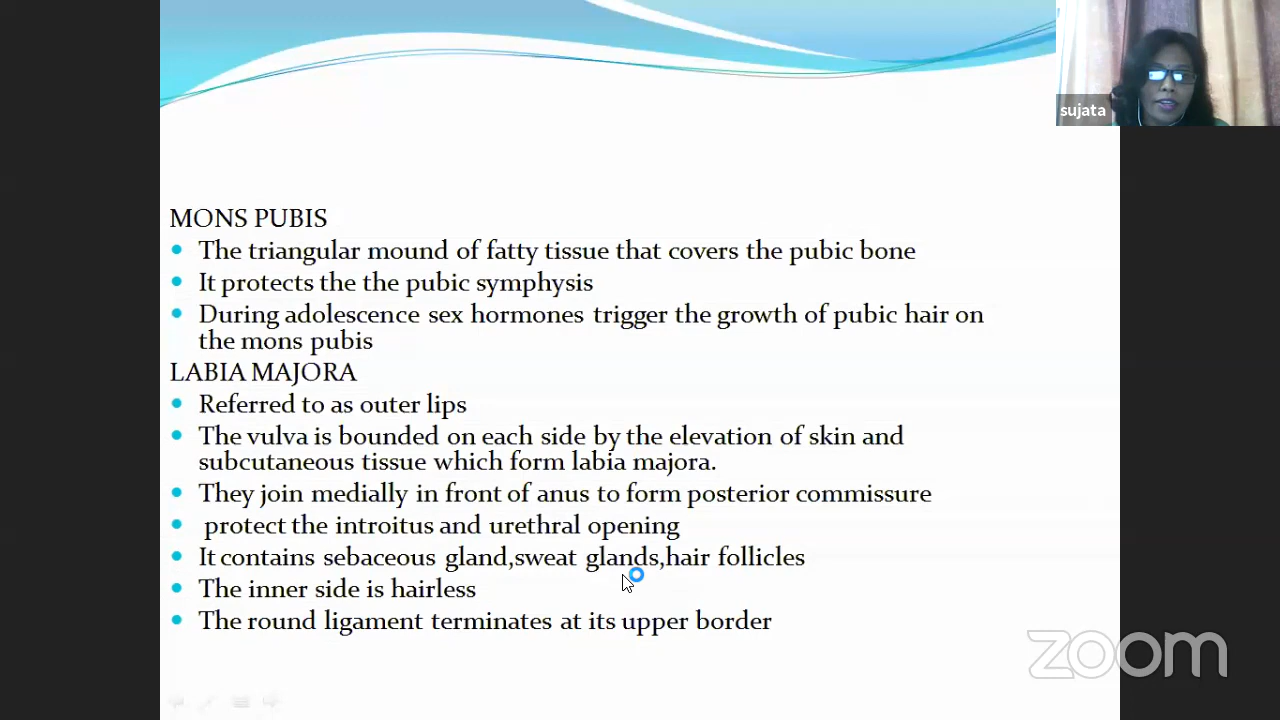 sujata
MONS PUBIS
• The triangular mound of fatty tissue that covers the pubic bone
• It protects the the pubic symphysis
• During adolescence sex hormones trigger the growth of pubic hair on
the mons pubis
LABIA MAJORA
• Referred to as outer lips
• The vulva is bounded on each side by the elevation of skin and
subcutaneous tissue which form labia majora.
• They join medially in front of anus to form posterior commissure
• protect the introitus and urethral opening
• It contains sebaceous gland,sweat glands,hair follicles
• The inner side is hairless
• The round ligament terminates at its upper border
zoom